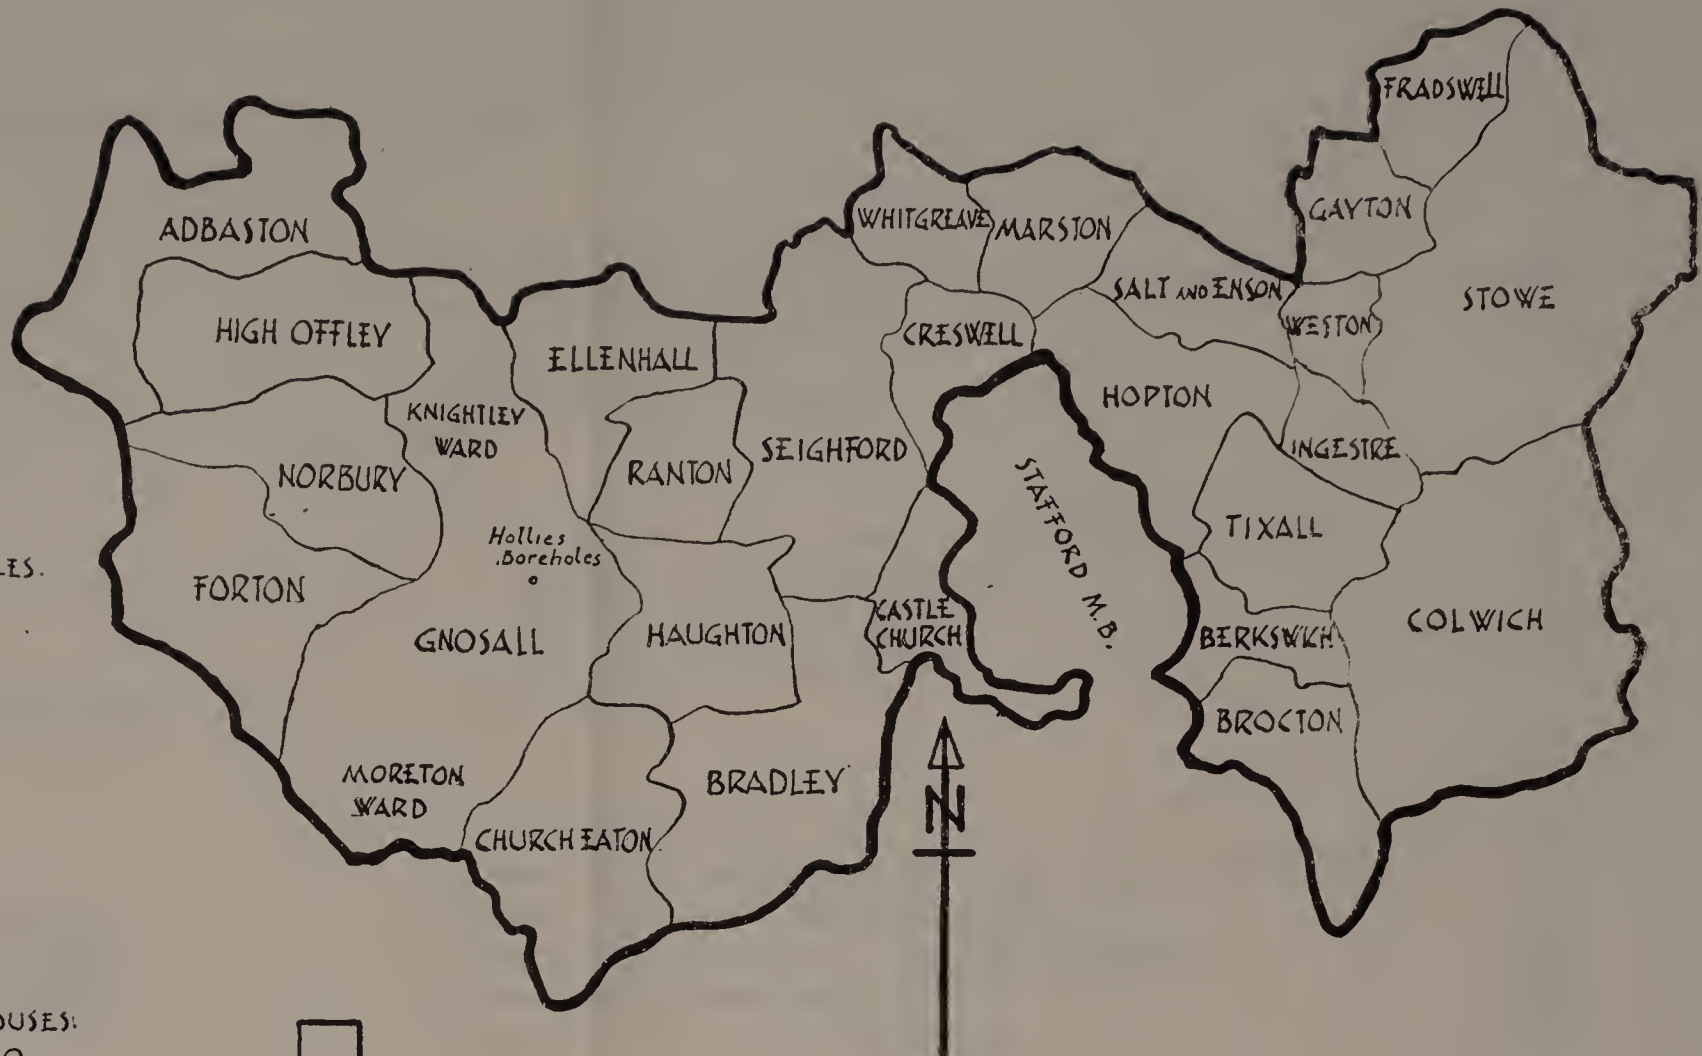 FRADSWELL
ADBASTON
WHITGREAVE
MARSTON
GAYTON
SALT AND ENSON
STOWE
HIGH OFFLEY
CRESWELL
WESTON
ELLENHALL
KNIGHTLEY
WARD
HOPTON
NORBURY
RANTON
SEIGHFORD
INGESTRE
STAFFORD M.B.
TIXALL
Hollies
Boreholes
LES.
FORTON
GNOSALL
HAUGHTON
CASTLE
CHURCH
BERKSWICH
COLWICH
BROCTON
MORETON
WARD
BRADLEY
N
CHURCH EATON
OUSES: